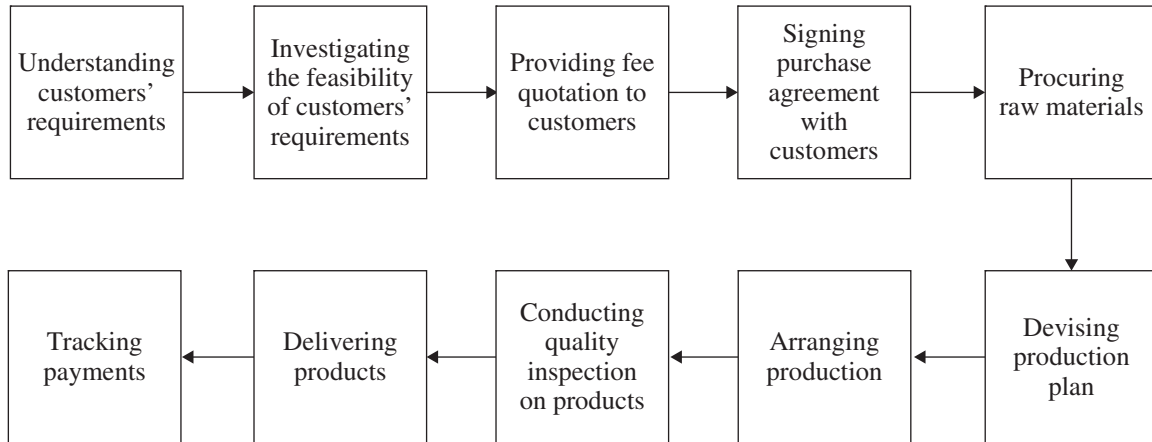 Understanding
customers’
requirements
Investigating
the feasibility
of customers’
requirements
Providing fee
quotation to
customers
Signing
purchase
agreement
with
customers
Procuring
raw materials
Tracking
payments
Delivering
products
Conducting
quality
inspection
on products
Arranging
production
Devising
production
plan